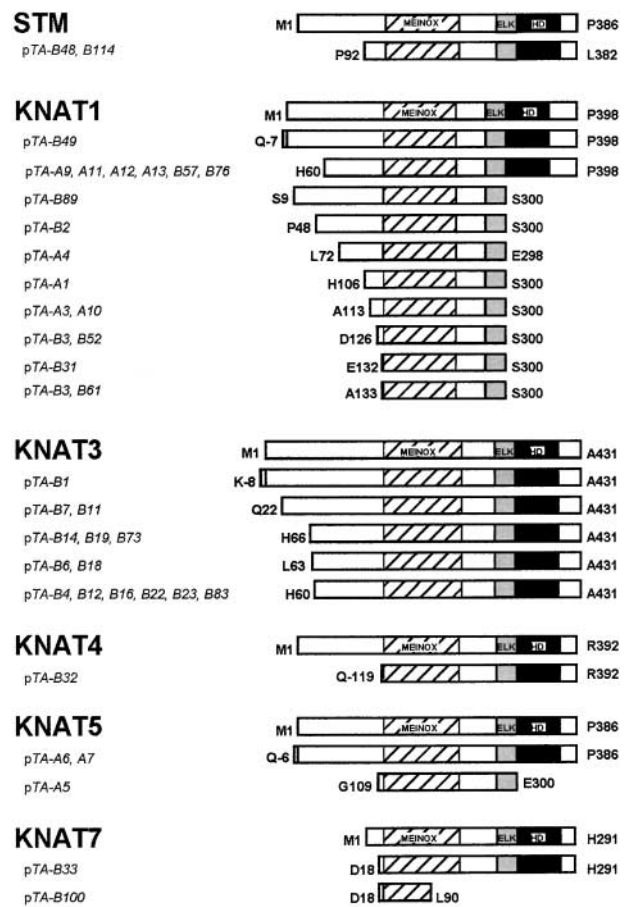 STM
M1 MEINOX ELK HD P386
pTA-B48, B114
P92 L382
KNAT1
M1 MEINOX ELK HD P398
pTA-B49
Q-7 P398
pTA-A9, A11, A12, A13, B57, B76
H60 P398
pTA-B89
S9 S300
pTA-B2
P48 S300
pTA-A4
L72 E298
pTA-A1
H106 S300
pTA-A3, A10
A113 S300
pTA-B3, B52
D126 S300
pTA-B31
E132 S300
pTA-B3, B61
A133 S300
KNAT3
M1 MEINOX ELK HD A431
pTA-B1
K-8 A431
pTA-B7, B11
Q22 A431
pTA-B14, B19, B73
H66 A431
pTA-B6, B18
L63 A431
pTA-B4, B12, B16, B22, B23, B83
H60 A431
KNAT4
M1 MEINOX ELK HD R392
pTA-B32
Q-119 R392
KNAT5
M1 MEINOX ELK HD P386
pTA-A6, A7
Q-6 P386
pTA-A5
G109 E300
KNAT7
M1 MEINOX ELK HD H291
pTA-B33
D18 H291
pTA-B100
D18 L90